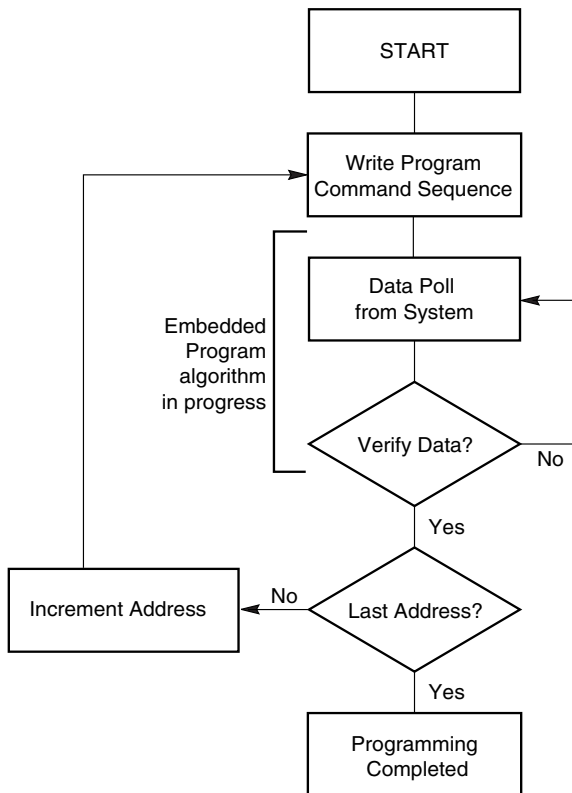 START
Write Program
Command Sequence
Data Poll
from System
Embedded
Program
algorithm
in progress
Verify Data?
No
Yes
Increment Address
No
Last Address?
Yes
Programming
Completed